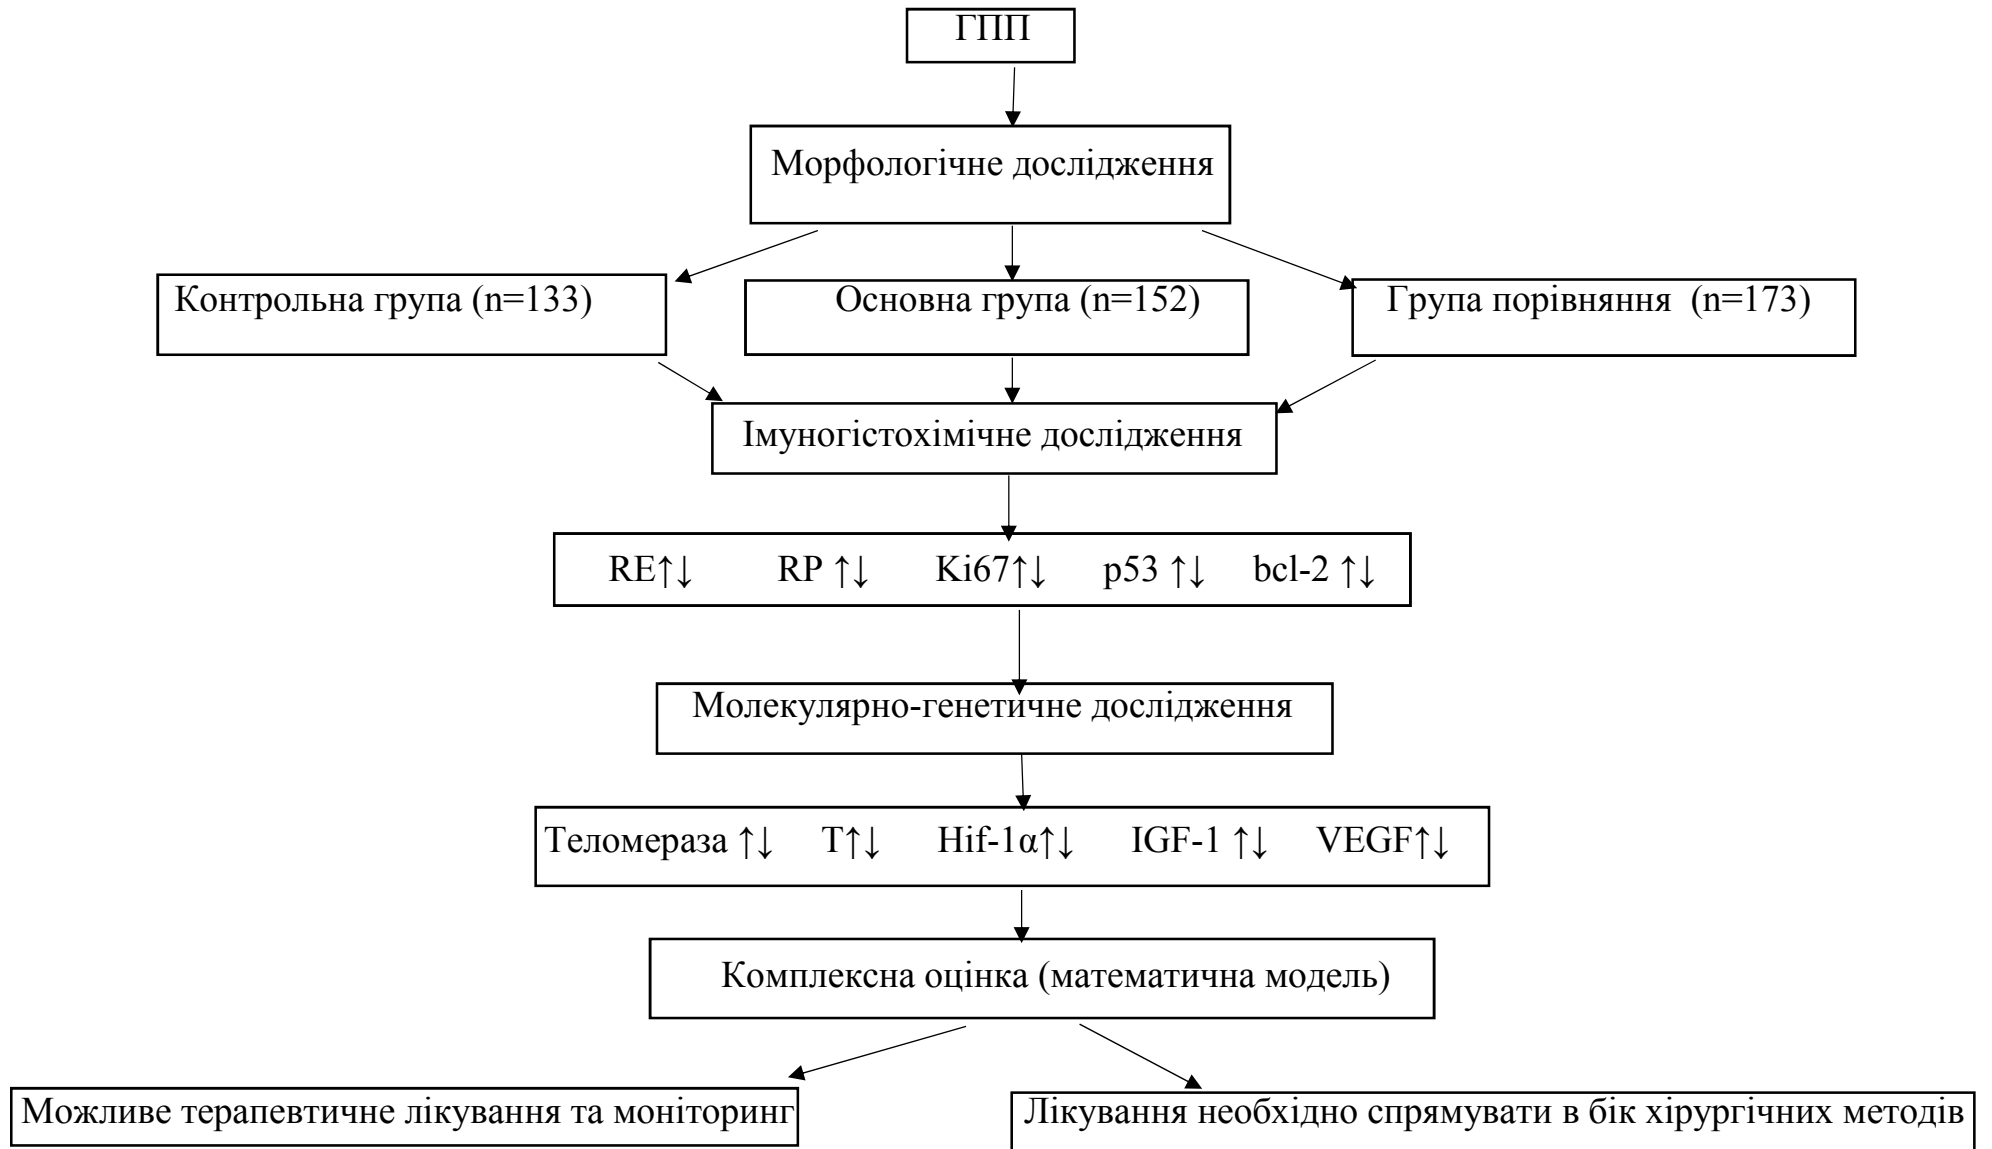 ГПП
Морфологічне дослідження
Контрольна група (n=133)
Основна група (n=152)
Група порівняння (n=173)
Імуногістохімічне дослідження
RE↑↓ RP ↑↓ Ki67↑↓ p53 ↑↓ bcl-2 ↑↓
Молекулярно-генетичне дослідження
Теломераза ↑↓ Т↑↓ Hif-1α↑↓ IGF-1 ↑↓ VEGF↑↓
Комплексна оцінка (математична модель)
Можливе терапевтичне лікування та моніторинг
Лікування необхідно спрямувати в бік хірургічних методів